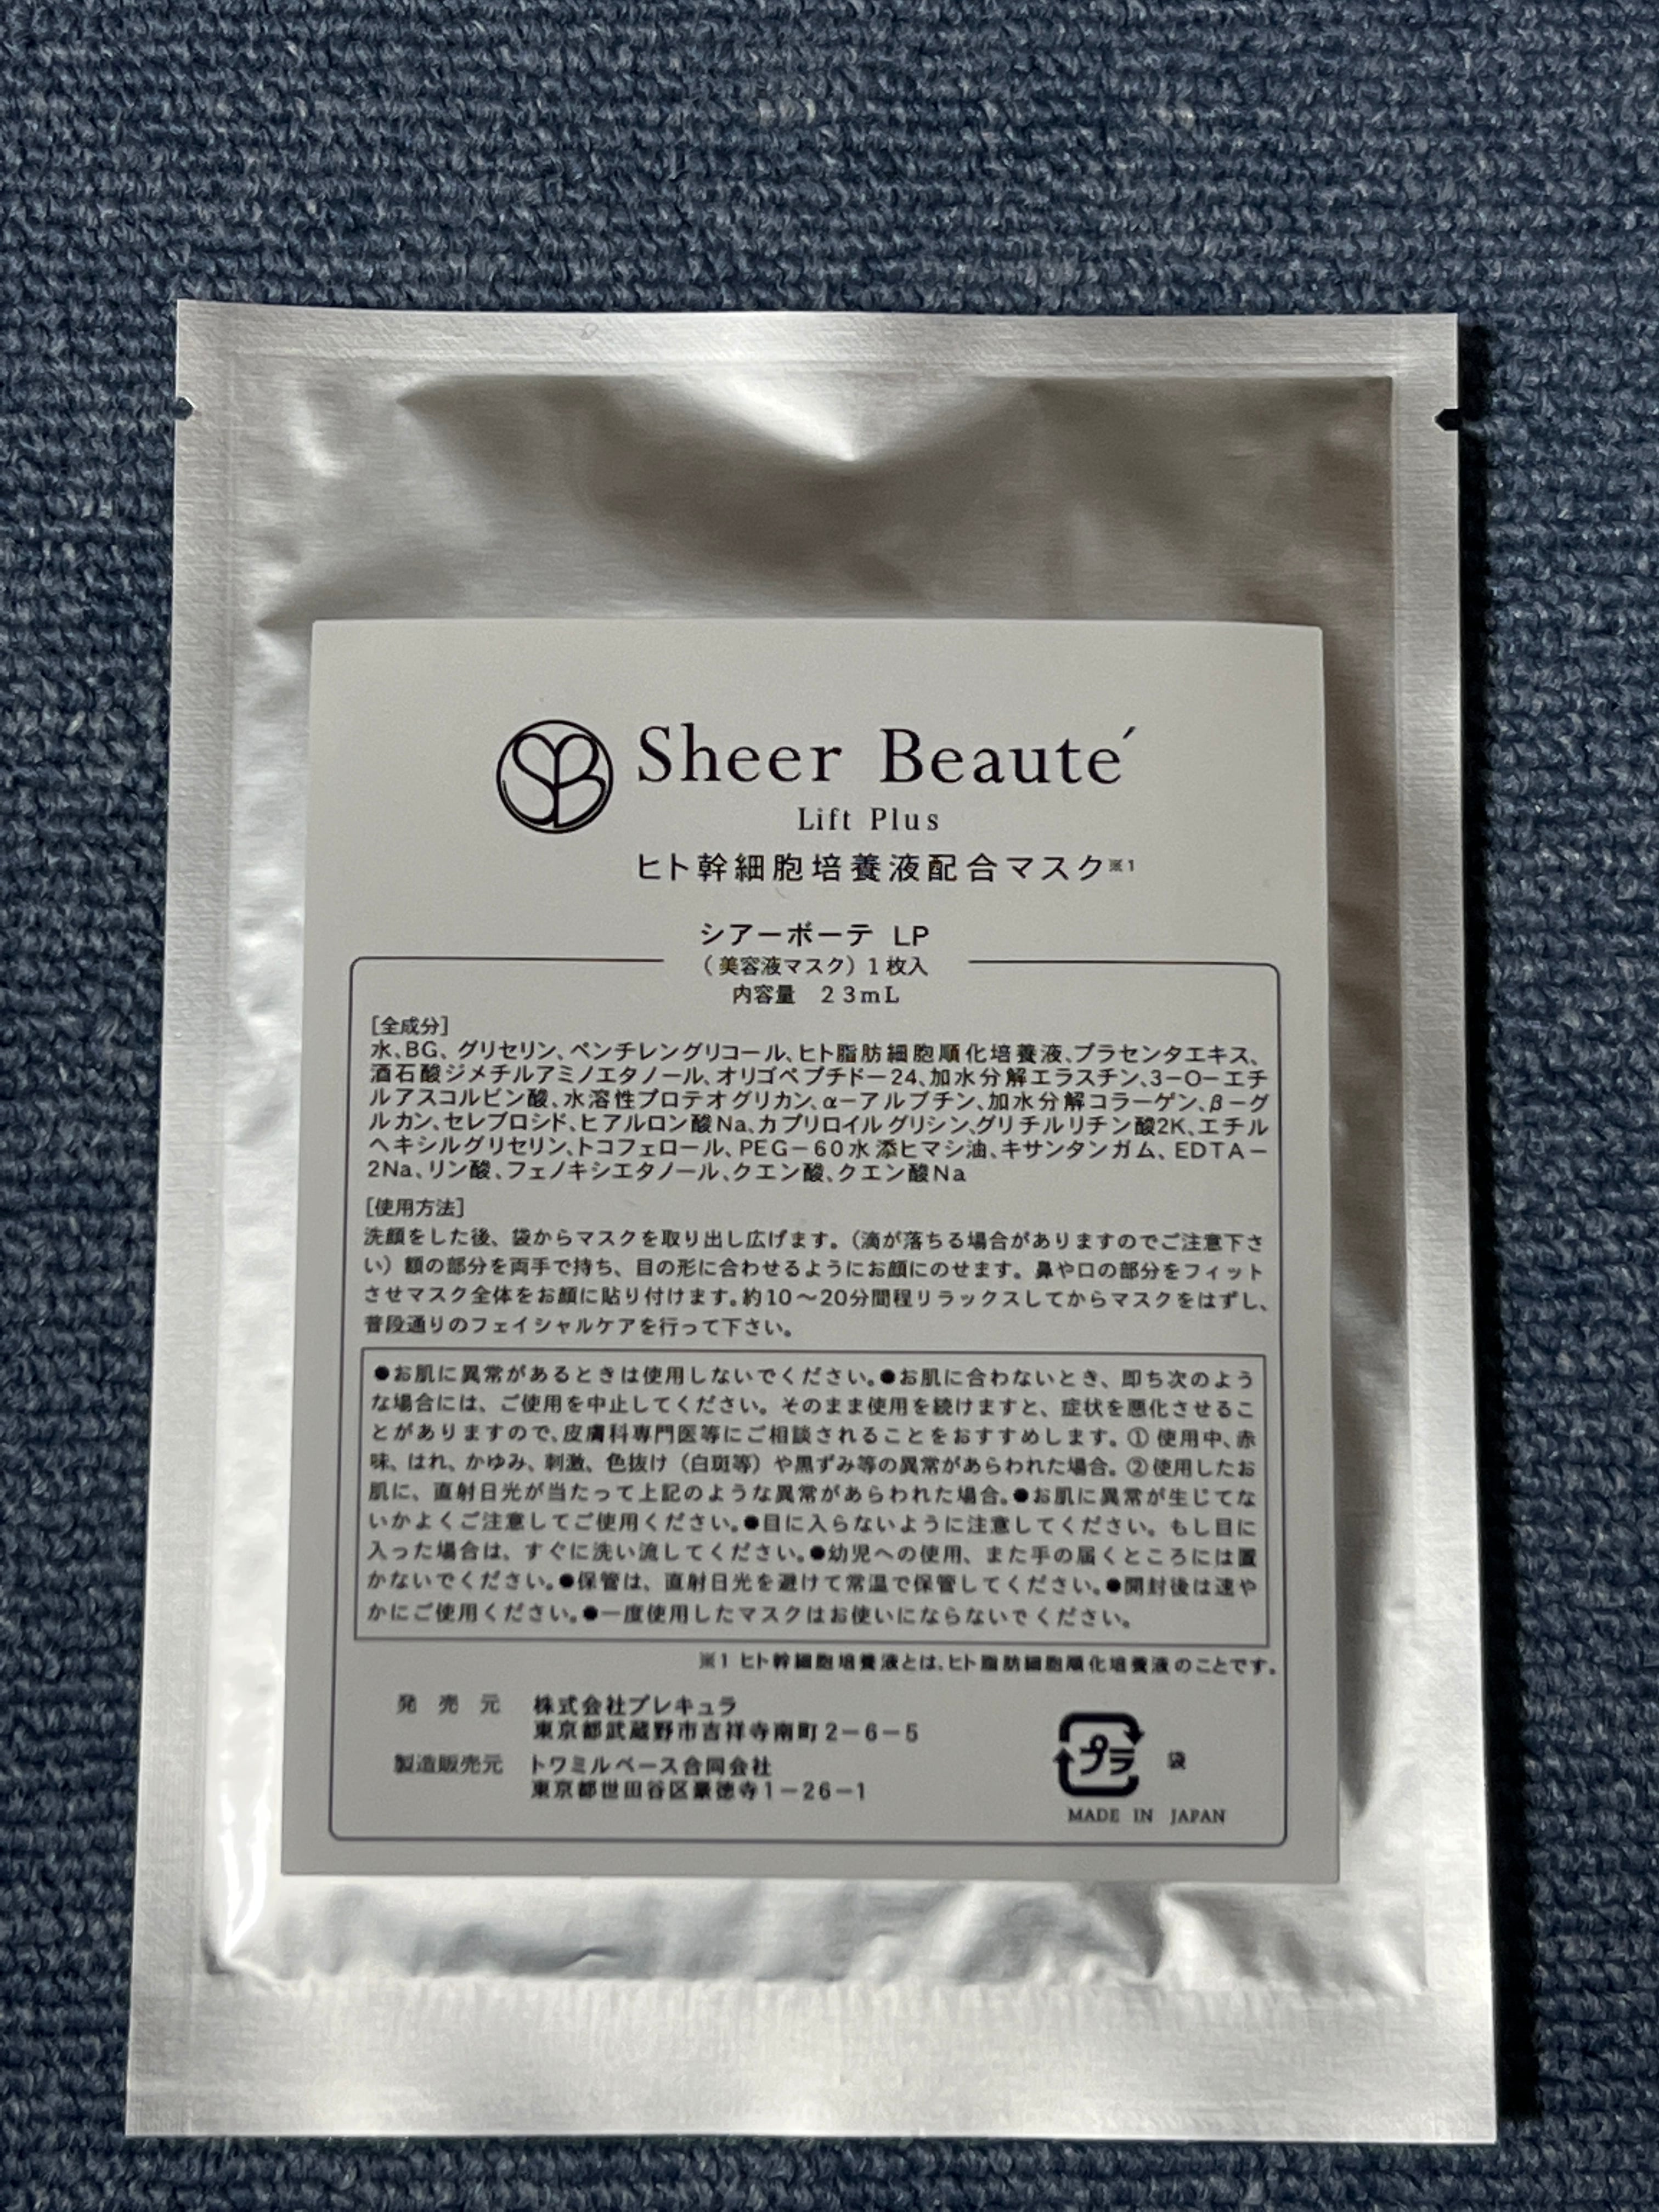 Sheer Beaute´
Lift Plus
ヒト幹細胞培養液配合マスク※1
シアーボーテ LP
（美容液マスク）1枚入
内容量 23mL
[全成分]
水、BG、グリセリン、ペンチレングリコール、ヒト脂肪細胞順化培養液、プラセンタエキス、
酒石酸ジメチルアミノエタノール、オリゴペプチドー24、加水分解エラスチン、3－O－エチ
ルアスコルビン酸、水溶性プロテオグリカン、α－アルブチン、加水分解コラーゲン、β－グ
ルカン、セレブロシド、ヒアルロン酸Na、カプリロイルグリシン、グリチルリチン酸2K、エチル
ヘキシルグリセリン、トコフェロール、PEG－60水添ヒマシ油、キサンタンガム、EDTA－
2Na、リン酸、フェノキシエタノール、クエン酸、クエン酸Na
[使用方法]
洗顔をした後、袋からマスクを取り出し広げます。（滴が落ちる場合がありますのでご注意下さ
い）額の部分を両手で持ち、目の形に合わせるようにお顔にのせます。鼻や口の部分をフィット
させマスク全体をお顔に貼り付けます。約10～20分間程リラックスしてからマスクをはずし、
普段通りのフェイシャルケアを行って下さい。
●お肌に異常があるときは使用しないでください。●お肌に合わないとき、即ち次のよう
な場合には、ご使用を中止してください。そのまま使用を続けますと、症状を悪化させるこ
とがありますので、皮膚科専門医等にご相談されることをおすすめします。① 使用中、赤
味、はれ、かゆみ、刺激、色抜け（白斑等）や黒ずみ等の異常があらわれた場合。②使用したお
肌に、直射日光が当たって上記のような異常があらわれた場合。●お肌に異常が生じてな
いかよくご注意してご使用ください。●目に入らないように注意してください。もし目に
入った場合は、すぐに洗い流してください。●幼児への使用、また手の届くところには置
かないでください。●保管は、直射日光を避けて常温で保管してください。●開封後は速や
かにご使用ください。●一度使用したマスクはお使いにならないでください。
※1 ヒト幹細胞培養液とは、ヒト脂肪細胞順化培養液のことです。
発売元 株式会社プレキュラ
東京都武蔵野市吉祥寺南町2－6－5
製造販売元 トワミルベース合同会社
東京都世田谷区豪徳寺1－26－1
プラ 袋
MADE IN JAPAN